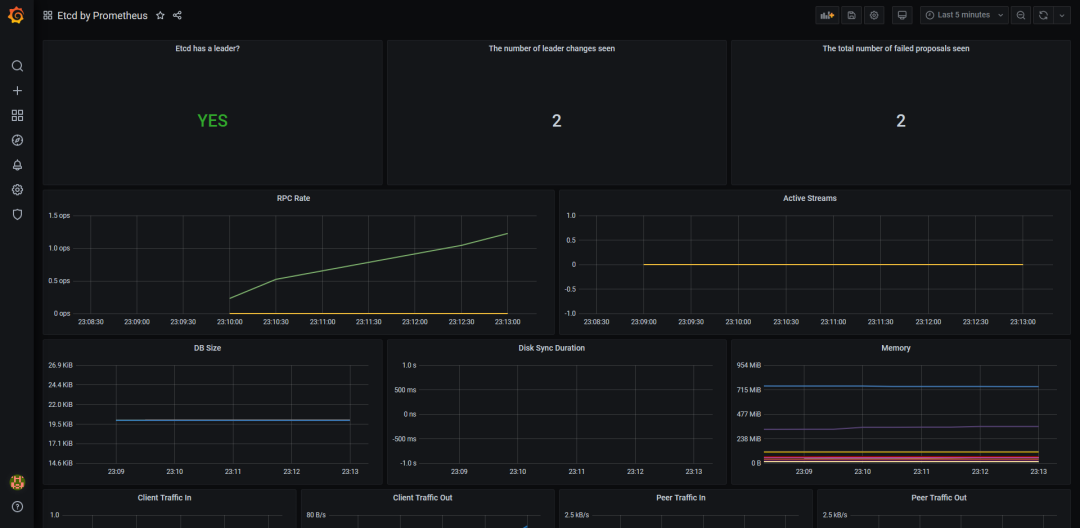 Etcd by Prometheus
Last 5 minutes
Etcd has a leader?
The number of leader changes seen
The total number of failed proposals seen
YES
2
2
RPC Rate
1.5 ops
1.0 ops
0.5 ops
0 ops
23:08:30 23:09:00 23:09:30 23:10:00 23:10:30 23:11:00 23:11:30 23:12:00 23:12:30 23:13:00
Active Streams
1.0
0.5
0
-0.5
-1.0
23:08:30 23:09:00 23:09:30 23:10:00 23:10:30 23:11:00 23:11:30 23:12:00 23:12:30 23:13:00
DB Size
26.9 KiB
24.4 KiB
22.0 KiB
19.5 KiB
17.1 KiB
14.6 KiB
23:09 23:10 23:11 23:12 23:13
Disk Sync Duration
1.0 s
500 ms
0 ns
-500 ms
-1.0 s
23:09 23:10 23:11 23:12 23:13
Memory
954 MiB
715 MiB
477 MiB
238 MiB
0 B
23:09 23:10 23:11 23:12 23:13
Client Traffic In
1.0
Client Traffic Out
80 B/s
Peer Traffic In
2.5 kB/s
Peer Traffic Out
2.5 kB/s